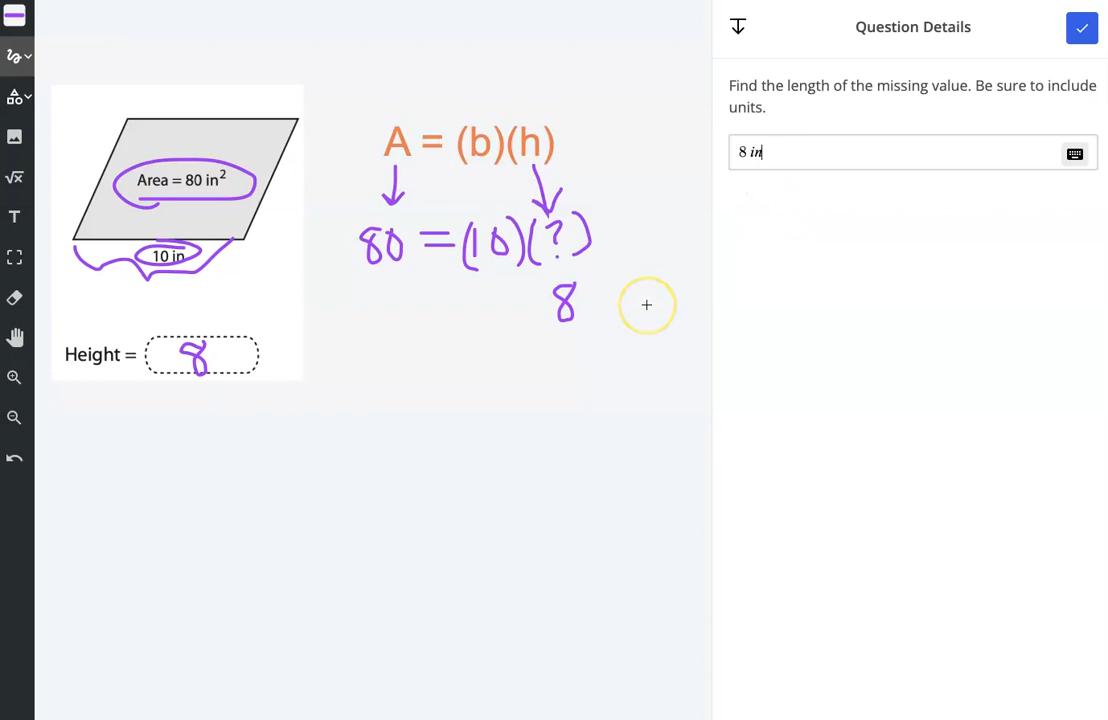 Question Details
Find the length of the missing value. Be sure to include
units.
8 in
Area = 80 in²
10 in
Height = 8
A = (b)(h)
80 = (10)(?)
8
T